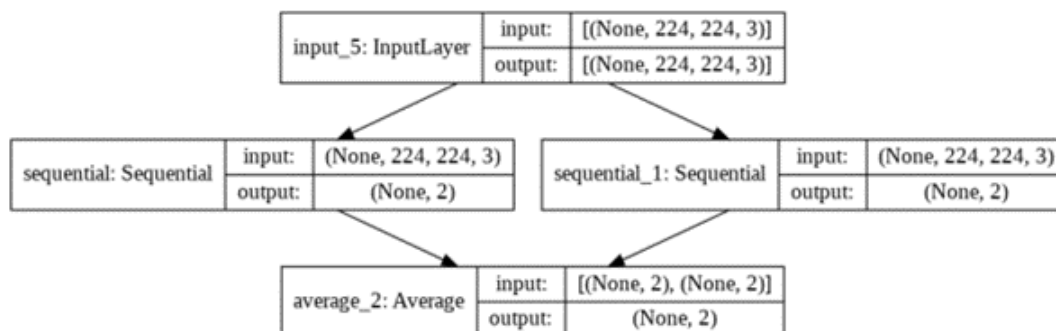 input_5: InputLayer
input: [(None, 224, 224, 3)]
output: [(None, 224, 224, 3)]
sequential: Sequential
input: (None, 224, 224, 3)
output: (None, 2)
sequential_1: Sequential
input: (None, 224, 224, 3)
output: (None, 2)
average_2: Average
input: [(None, 2), (None, 2)]
output: (None, 2)